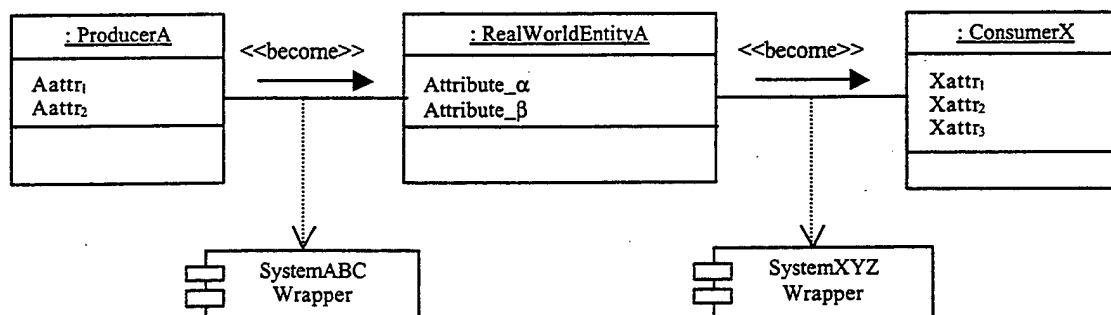 : ProducerA
Aattr₁
Aattr₂
<<become>>
: RealWorldEntityA
Attribute_α
Attribute_β
<<become>>
: ConsumerX
Xattr₁
Xattr₂
Xattr₃
SystemABC
Wrapper
SystemXYZ
Wrapper